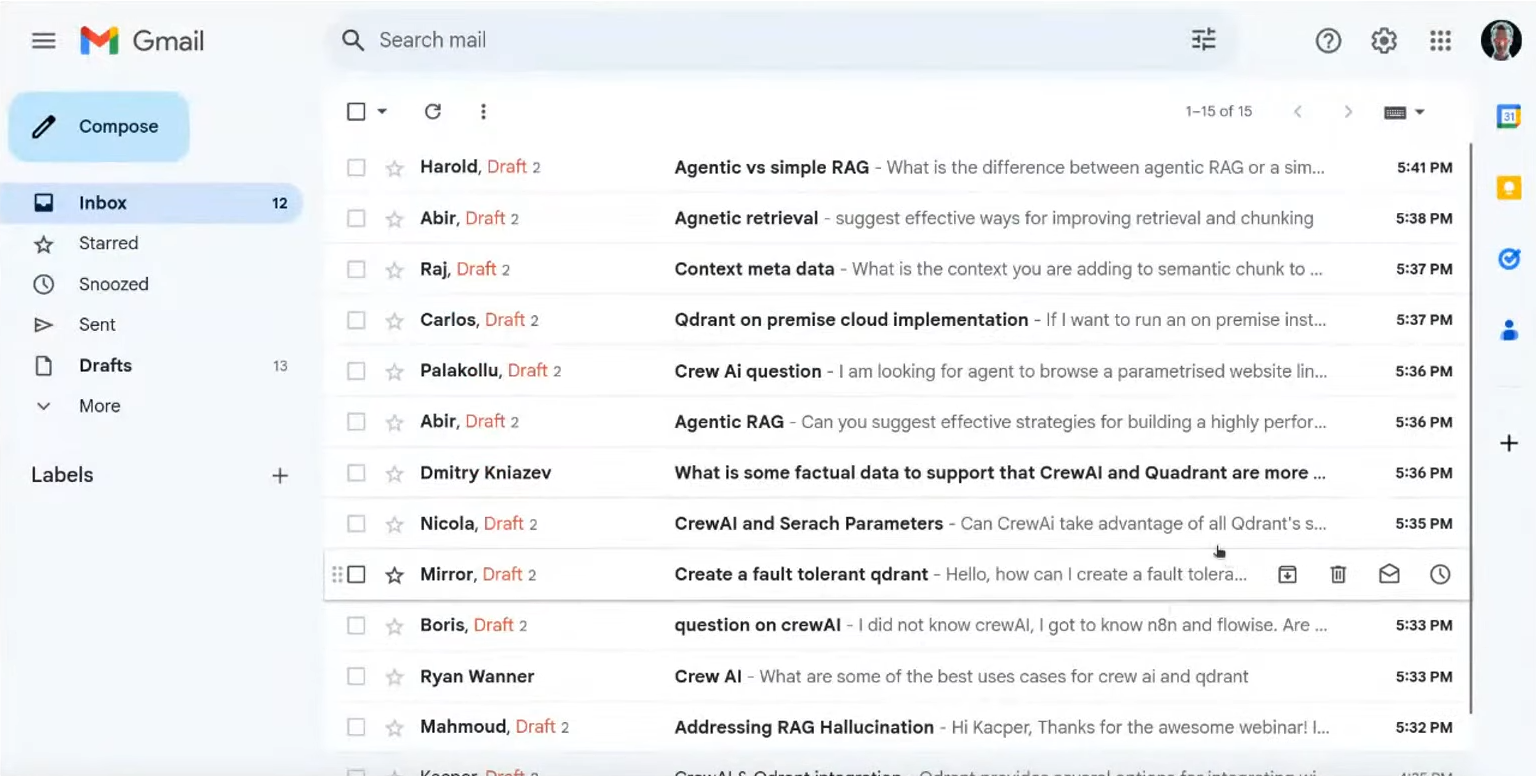 Gmail
Search mail
Compose
1–15 of 15
31
Inbox 12
Starred
Snoozed
Sent
Drafts 13
More
Labels
Harold, Draft 2 Agentic vs simple RAG - What is the difference between agentic RAG or a sim... 5:41 PM
Abir, Draft 2 Agnetic retrieval - suggest effective ways for improving retrieval and chunking 5:38 PM
Raj, Draft 2 Context meta data - What is the context you are adding to semantic chunk to ... 5:37 PM
Carlos, Draft 2 Qdrant on premise cloud implementation - If I want to run an on premise inst... 5:37 PM
Palakollu, Draft 2 Crew Ai question - I am looking for agent to browse a parametrised website lin... 5:36 PM
Abir, Draft 2 Agentic RAG - Can you suggest effective strategies for building a highly perfor... 5:36 PM
Dmitry Kniazev What is some factual data to support that CrewAI and Quadrant are more ... 5:36 PM
Nicola, Draft 2 CrewAI and Serach Parameters - Can CrewAi take advantage of all Qdrant's s... 5:35 PM
Mirror, Draft 2 Create a fault tolerant qdrant - Hello, how can I create a fault tolera...
Boris, Draft 2 question on crewAI - I did not know crewAI, I got to know n8n and flowise. Are ... 5:33 PM
Ryan Wanner Crew AI - What are some of the best uses cases for crew ai and qdrant 5:33 PM
Mahmoud, Draft 2 Addressing RAG Hallucination - Hi Kacper, Thanks for the awesome webinar! I... 5:32 PM
Kacper, Draft 2 CrewAI & Qdrant integration - Qdrant provides several options for integrating